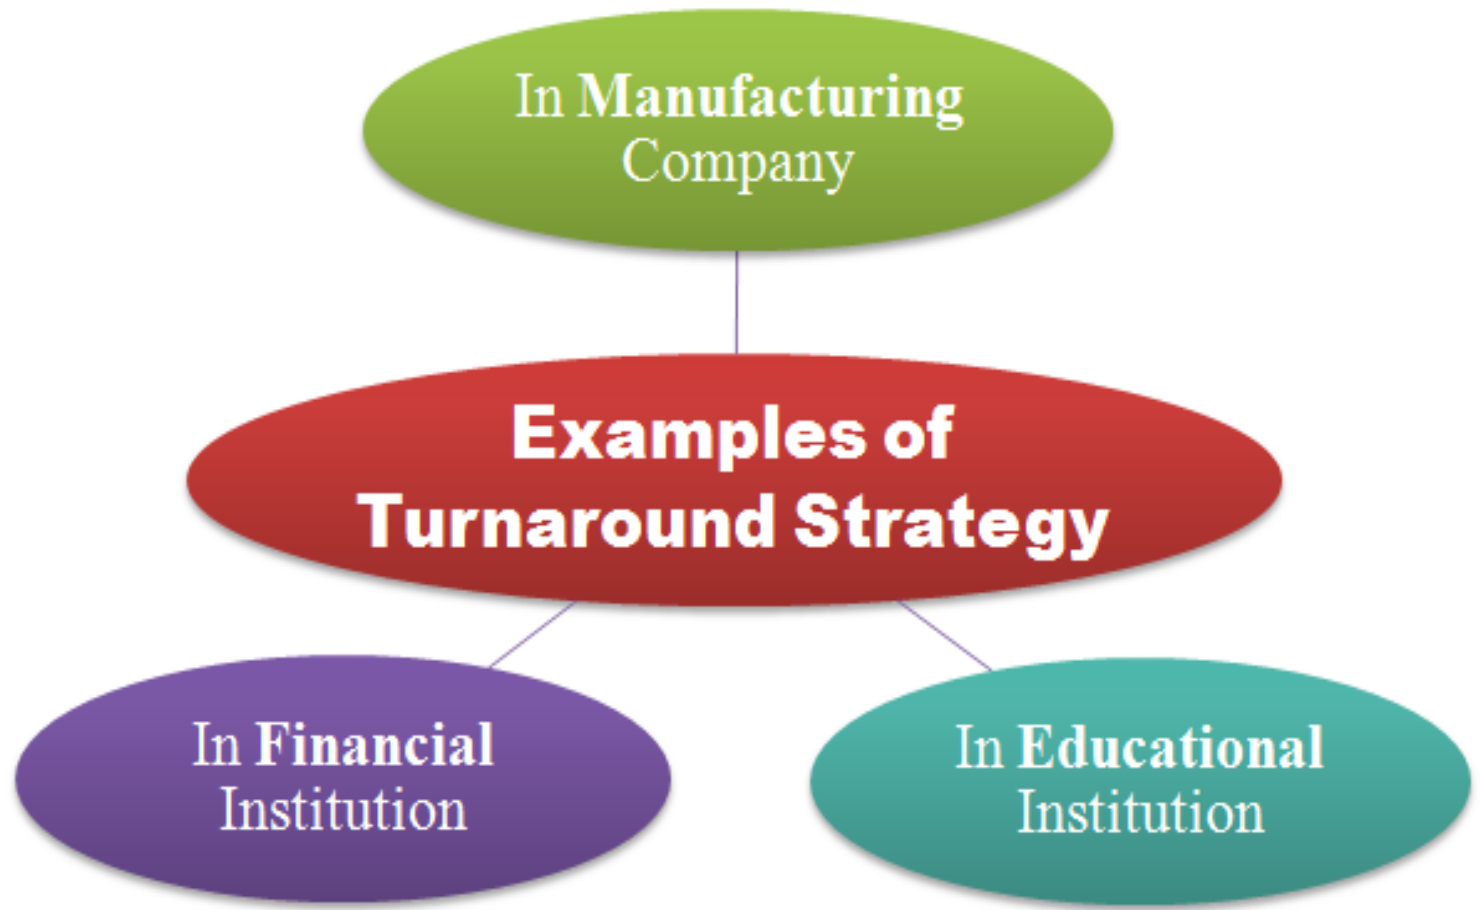 In Manufacturing
Company
Examples of
Turnaround Strategy
In Financial
Institution
In Educational
Institution